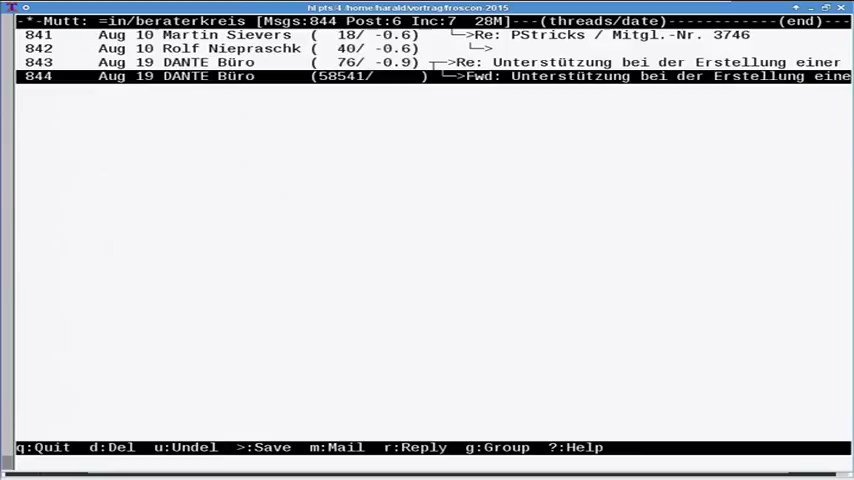 hl pts/4 /home/harald/vortrag/froscon-2015
-*-Mutt: =in/beraterkreis [Msgs:844 Post:6 Inc:7 28M]---(threads/date)-------------(end)---
841 Aug 10 Martin Sievers ( 18/ -0.6) └─>Re: PStricks / Mitgl.-Nr. 3746
842 Aug 10 Rolf Niepraschk ( 40/ -0.6) └─>
843 Aug 19 DANTE Büro ( 76/ -0.9) ┬─>Re: Unterstützung bei der Erstellung einer
844 Aug 19 DANTE Büro (58541/ ) └─>Fwd: Unterstützung bei der Erstellung eine
q:Quit d:Del u:Undel >:Save m:Mail r:Reply g:Group ?:Help